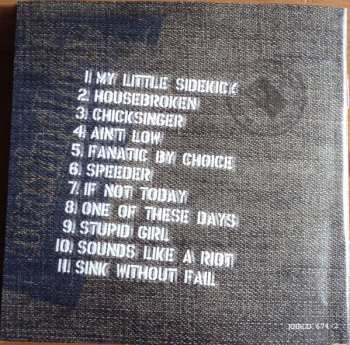 1. MY LITTLE SIDEKICK
2. HOUSEBROKEN
3. CHICKSINGER
4. AIN'T LOW
5. FANATIC BY CHOICE
6. SPEEDER
7. IF NOT TODAY
8. ONE OF THESE DAYS
9. STUPID GIRL
10. SOUNDS LIKE A RIOT
11. SINK WITHOUT FAIL